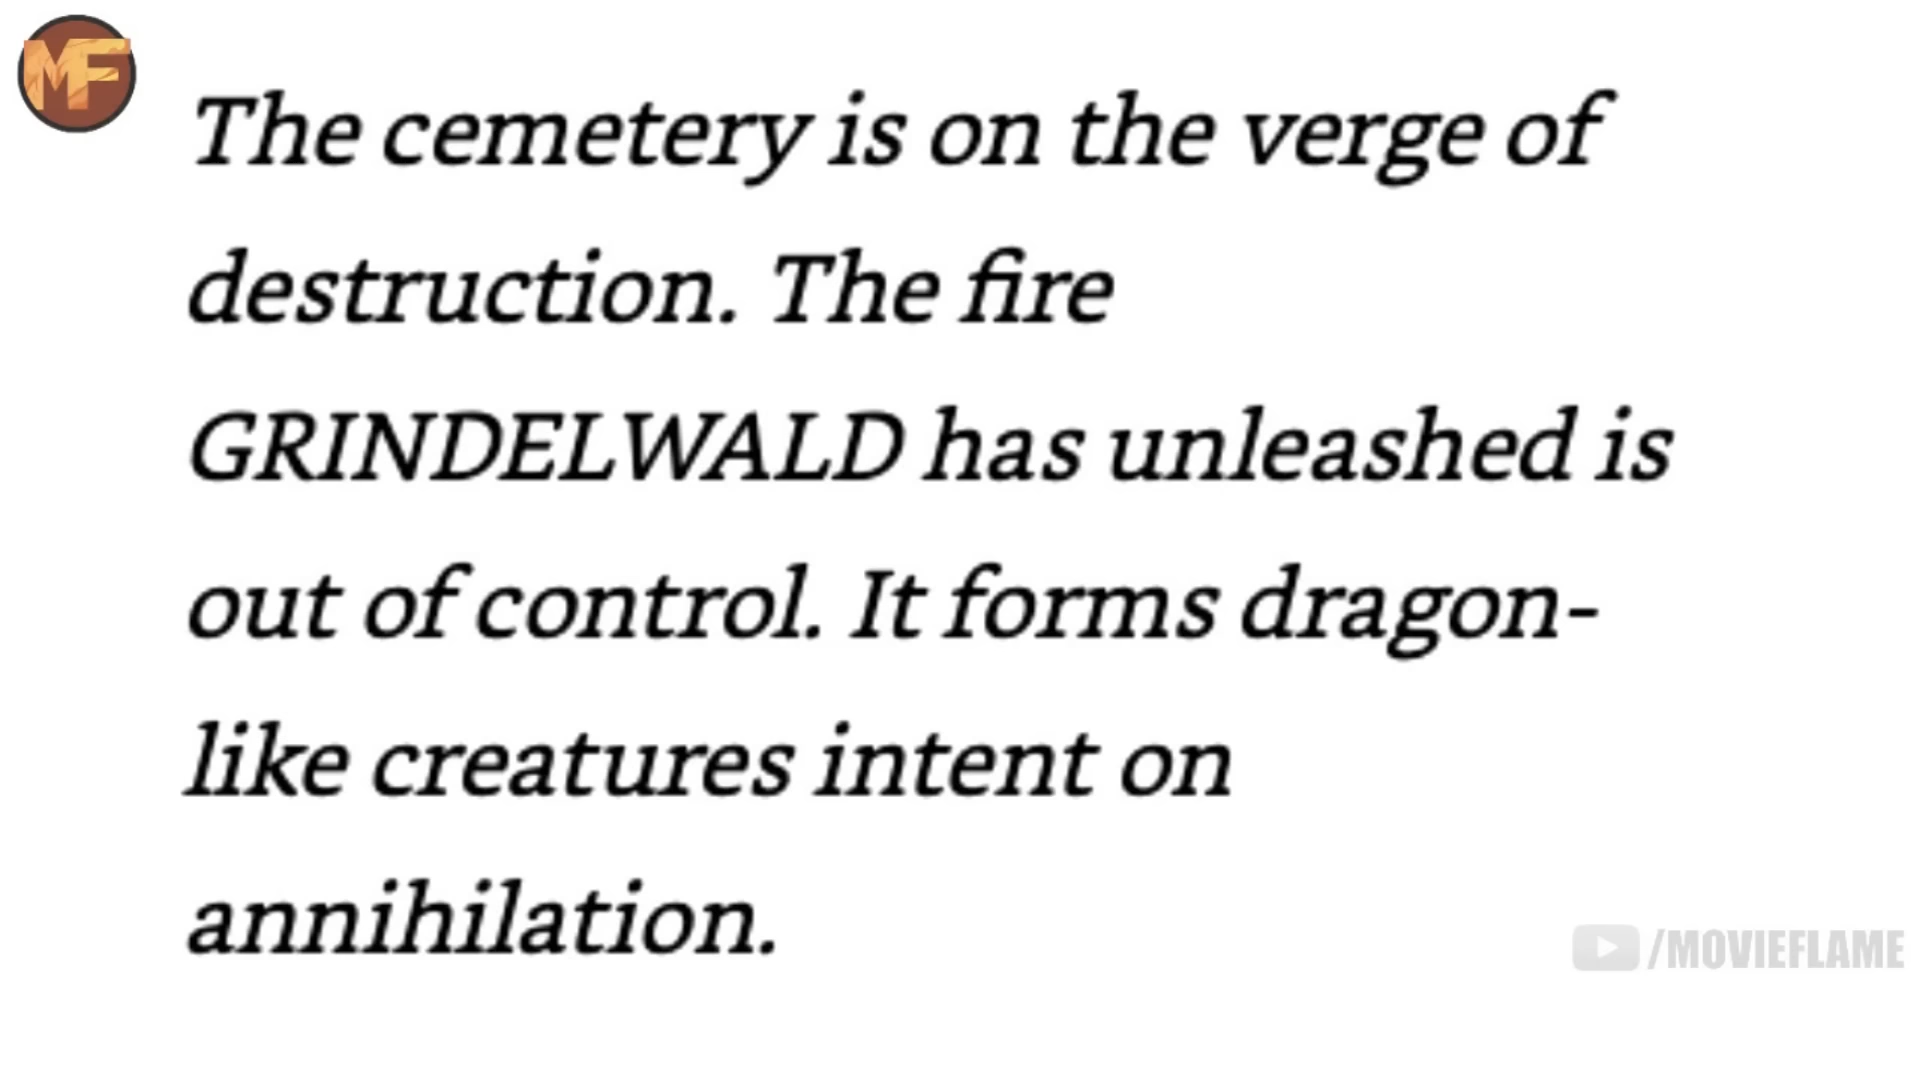 MF
The cemetery is on the verge of
destruction. The fire
GRINDELWALD has unleashed is
out of control. It forms dragon-
like creatures intent on
annihilation.
/MOVIEFLAME